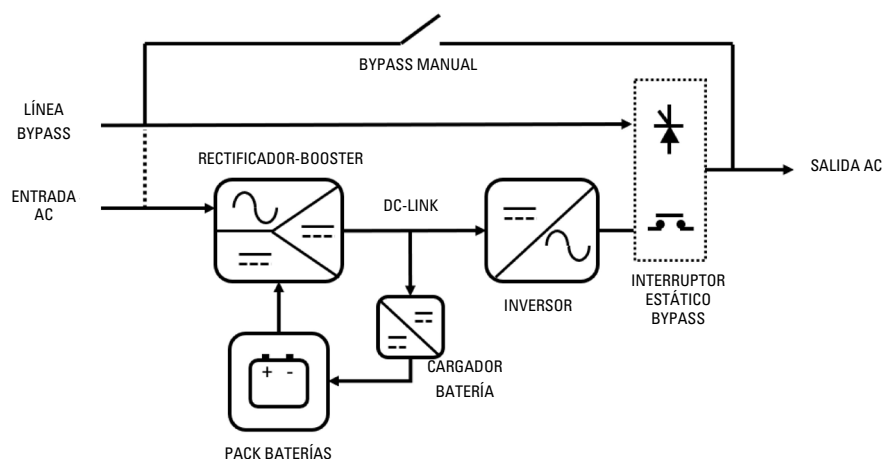 BYPASS MANUAL
LÍNEA
BYPASS
RECTIFICADOR-BOOSTER
SALIDA AC
ENTRADA
AC
DC-LINK
INVERSOR
INTERRUPTOR
ESTÁTICO
BYPASS
CARGADOR
BATERÍA
+ -
PACK BATERÍAS